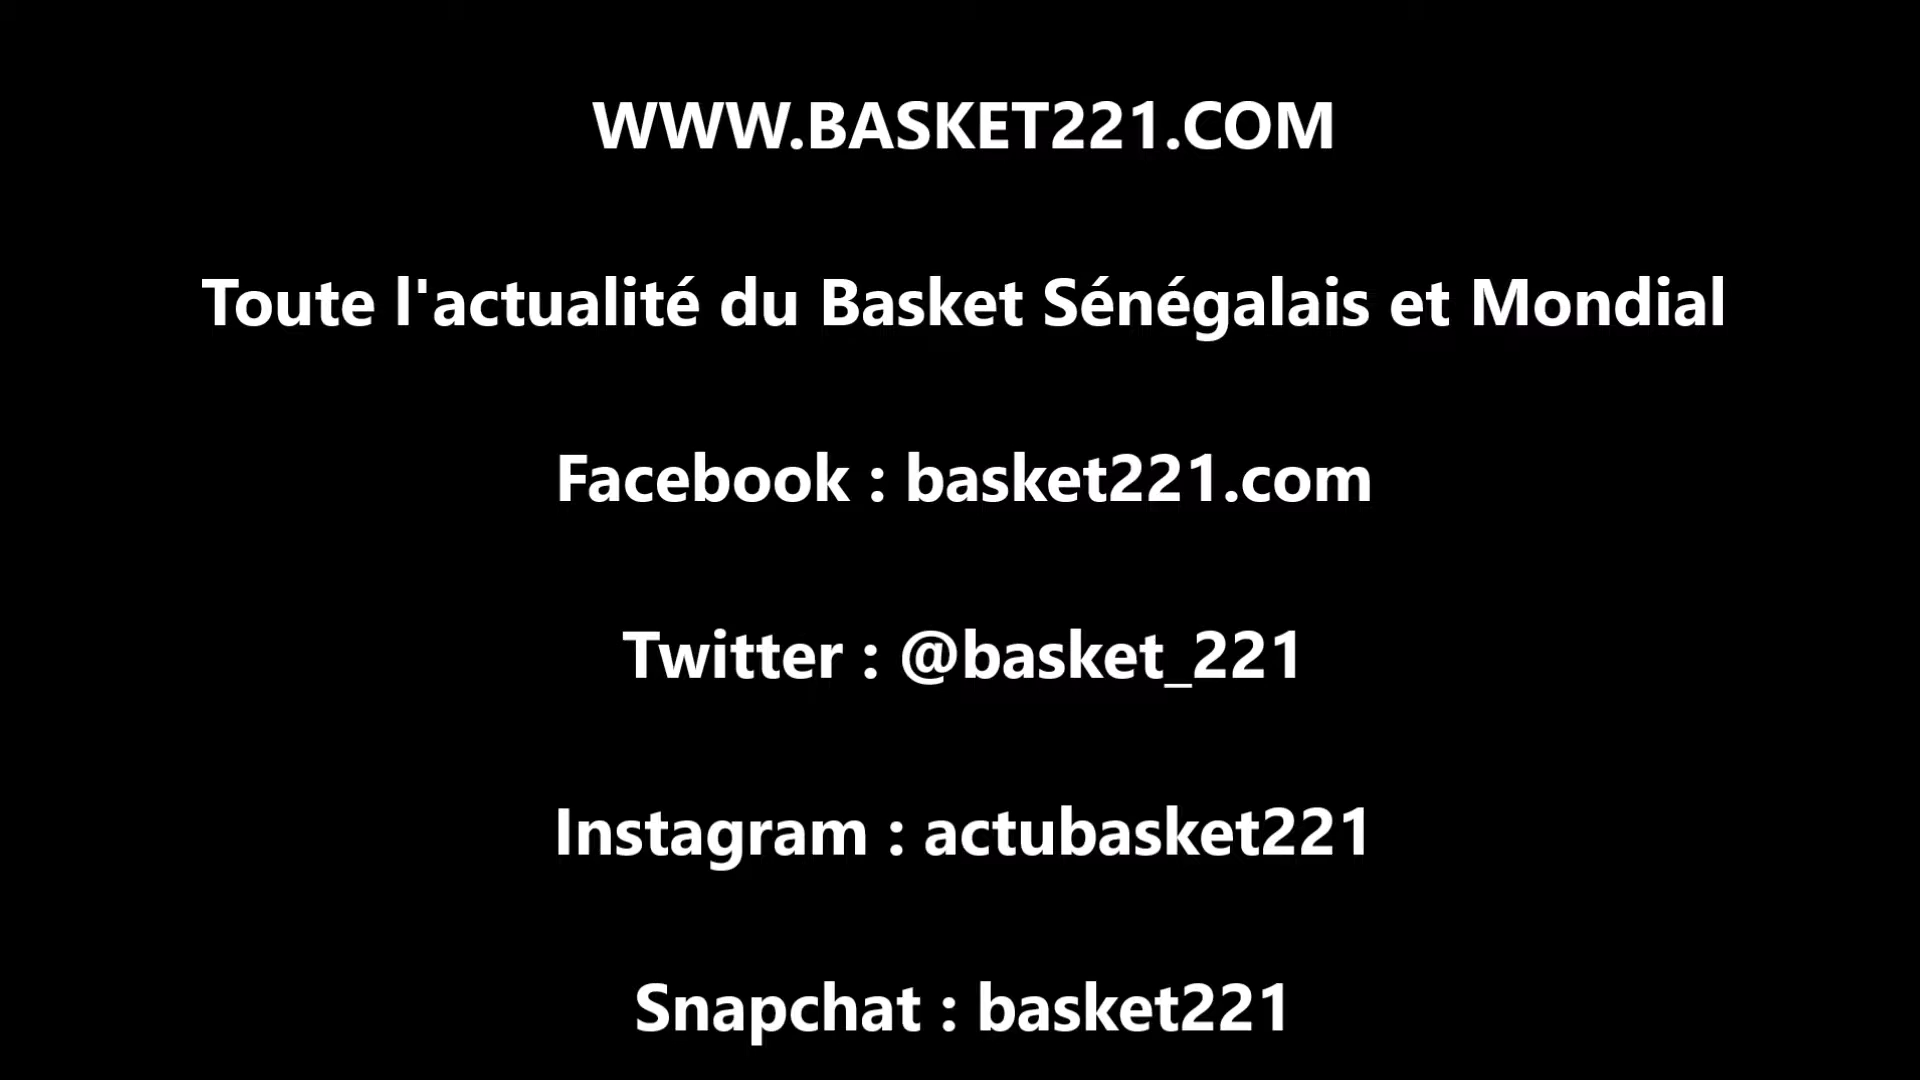 WWW.BASKET221.COM
Toute l'actualité du Basket Sénégalais et Mondial
Facebook : basket221.com
Twitter : @basket_221
Instagram : actubasket221
Snapchat : basket221